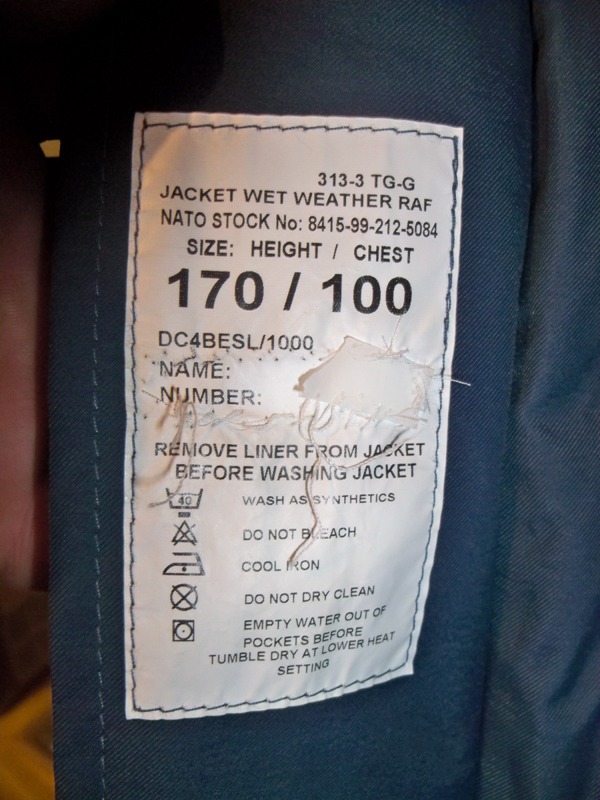 313-3 TG-G
JACKET WET WEATHER RAF
NATO STOCK No: 8415-99-212-5084
SIZE: HEIGHT / CHEST
170 / 100
DC4BESL/1000
NAME:
NUMBER:
REMOVE LINER FROM JACKET
BEFORE WASHING JACKET
40 WASH AS SYNTHETICS
DO NOT BLEACH
COOL IRON
DO NOT DRY CLEAN
EMPTY WATER OUT OF
POCKETS BEFORE
TUMBLE DRY AT LOWER HEAT
SETTING